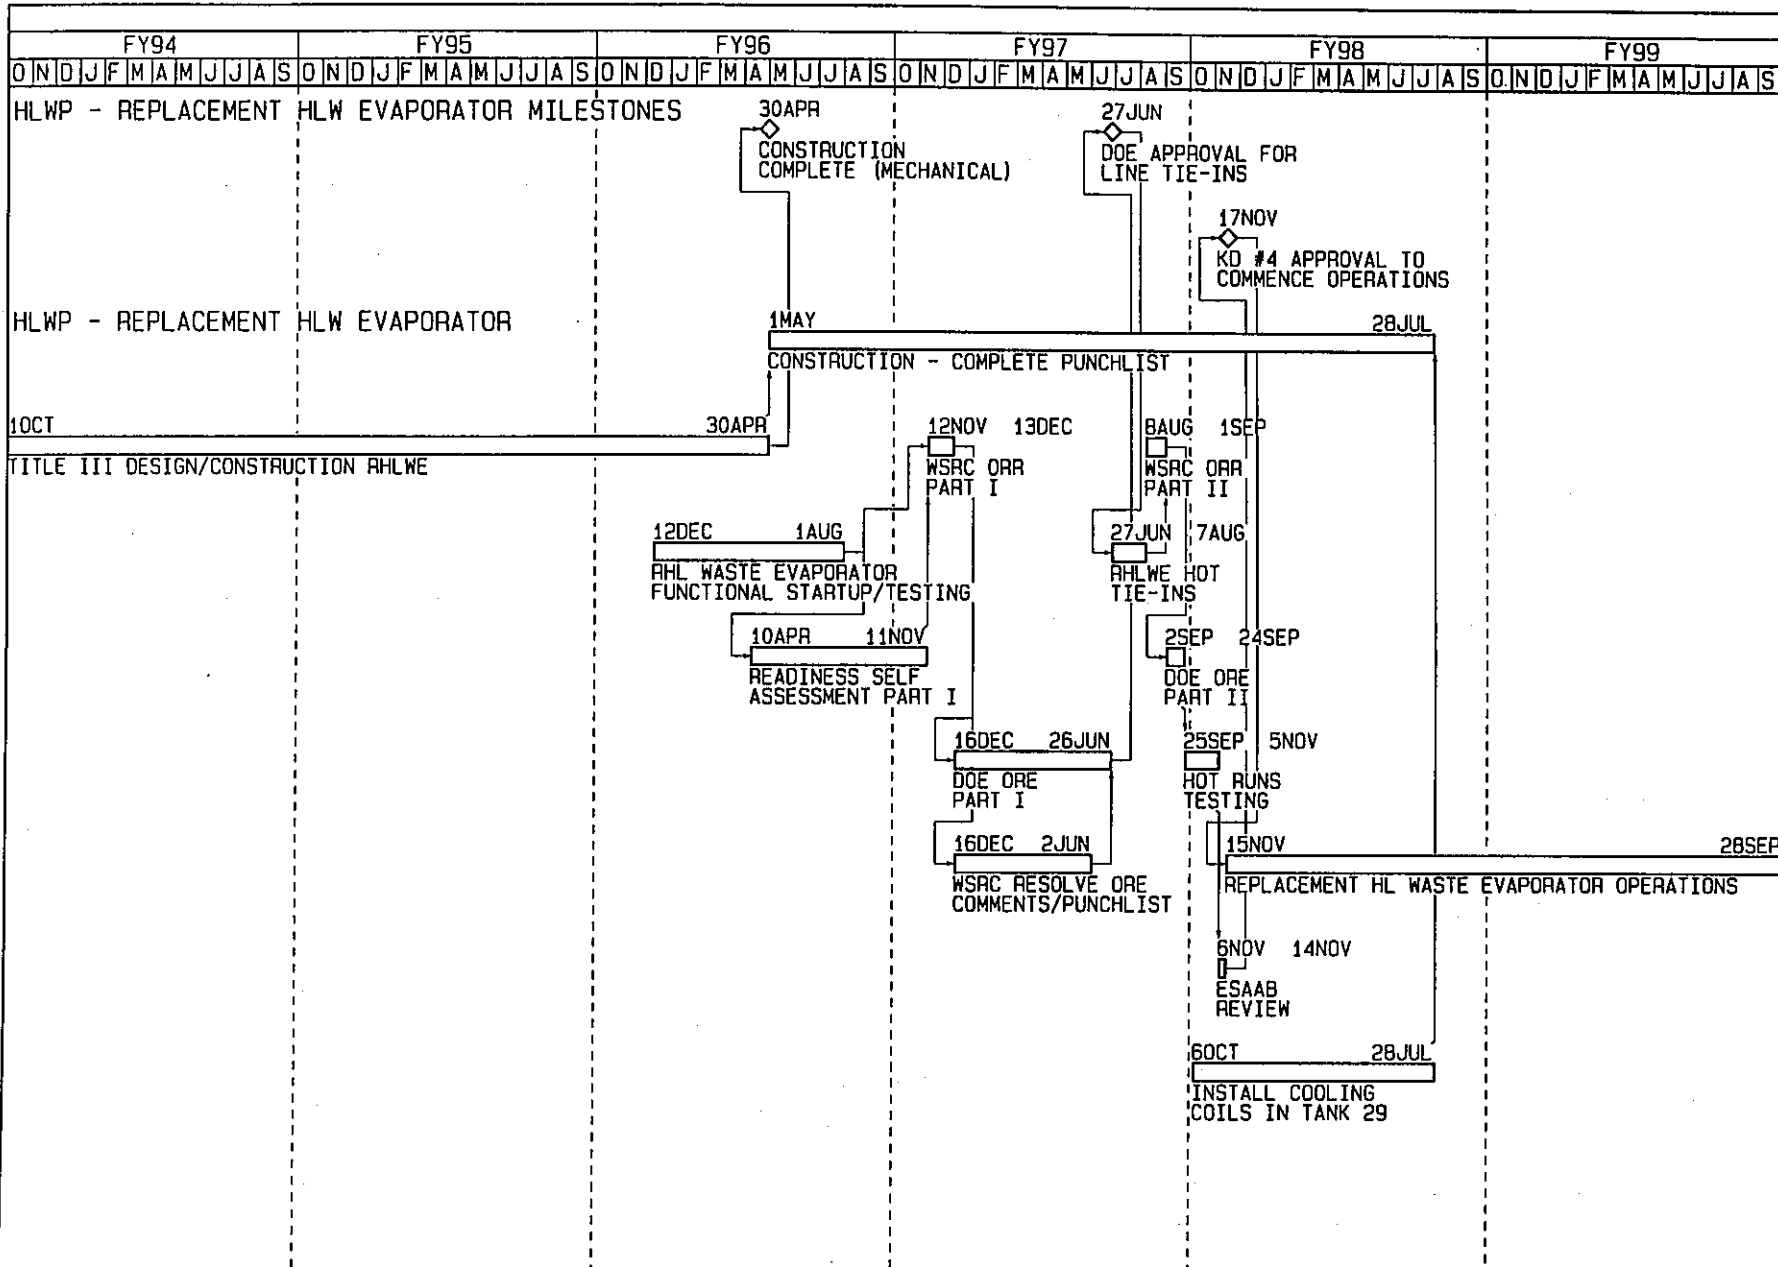 FY94 FY95 FY96 FY97 FY98 FY99
O N D J F M A M J J A S O N D J F M A M J J A S O N D J F M A M J J A S O N D J F M A M J J A S O N D J F M A M J J A S O N D J F M A M J J A S
HLWP - REPLACEMENT HLW EVAPORATOR MILESTONES
30APR
CONSTRUCTION
COMPLETE (MECHANICAL)
27JUN
DOE APPROVAL FOR
LINE TIE-INS
17NOV
KD #4 APPROVAL TO
COMMENCE OPERATIONS
HLWP - REPLACEMENT HLW EVAPORATOR
1MAY 28JUL
CONSTRUCTION - COMPLETE PUNCHLIST
1OCT 30APR
TITLE III DESIGN/CONSTRUCTION RHLWE
12NOV 13DEC
WSRC ORR
PART I
8AUG 1SEP
WSRC ORR
PART II
12DEC 1AUG
RHL WASTE EVAPORATOR
FUNCTIONAL STARTUP/TESTING
27JUN 7AUG
RHLWE HOT
TIE-INS
10APR 11NOV
READINESS SELF
ASSESSMENT PART I
2SEP 24SEP
DOE ORE
PART II
16DEC 26JUN
DOE ORE
PART I
25SEP 5NOV
HOT RUNS
TESTING
16DEC 2JUN
WSRC RESOLVE ORE
COMMENTS/PUNCHLIST
15NOV 28SEP
REPLACEMENT HL WASTE EVAPORATOR OPERATIONS
6NOV 14NOV
ESAAB
REVIEW
6OCT 28JUL
INSTALL COOLING
COILS IN TANK 29